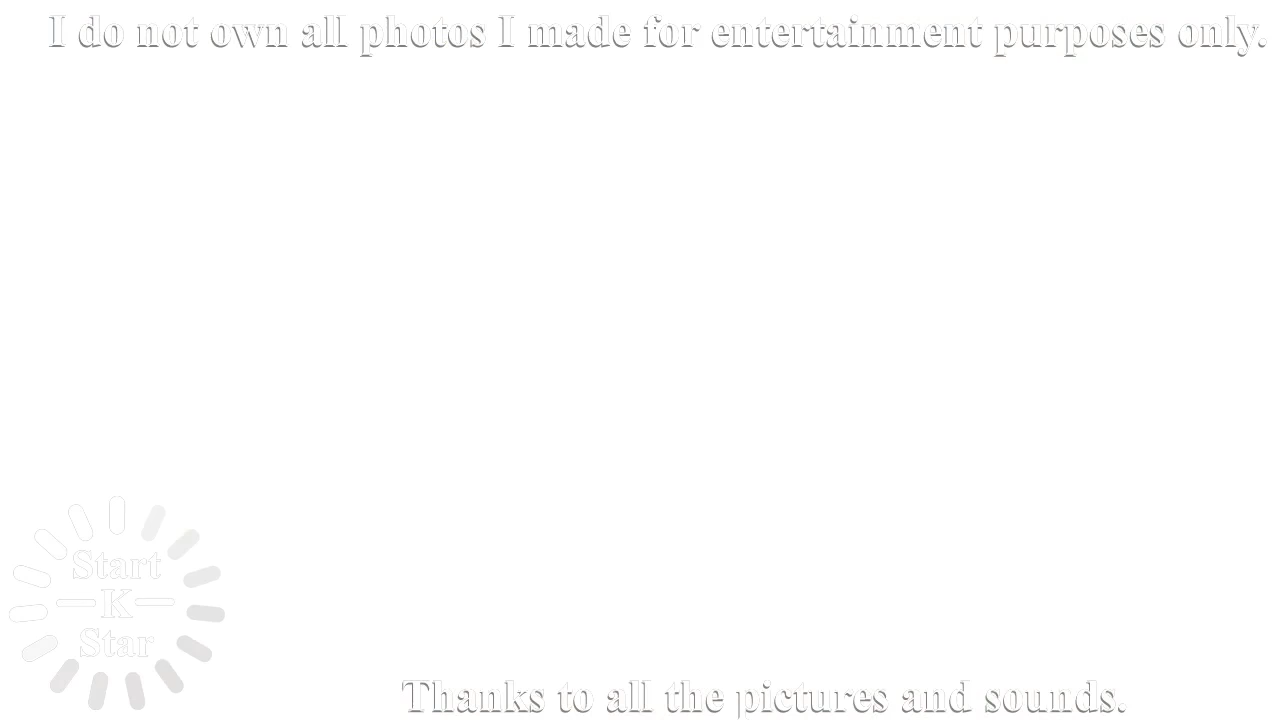 I do not own all photos I made for entertainment purposes only.
Start
K
Star
Thanks to all the pictures and sounds.